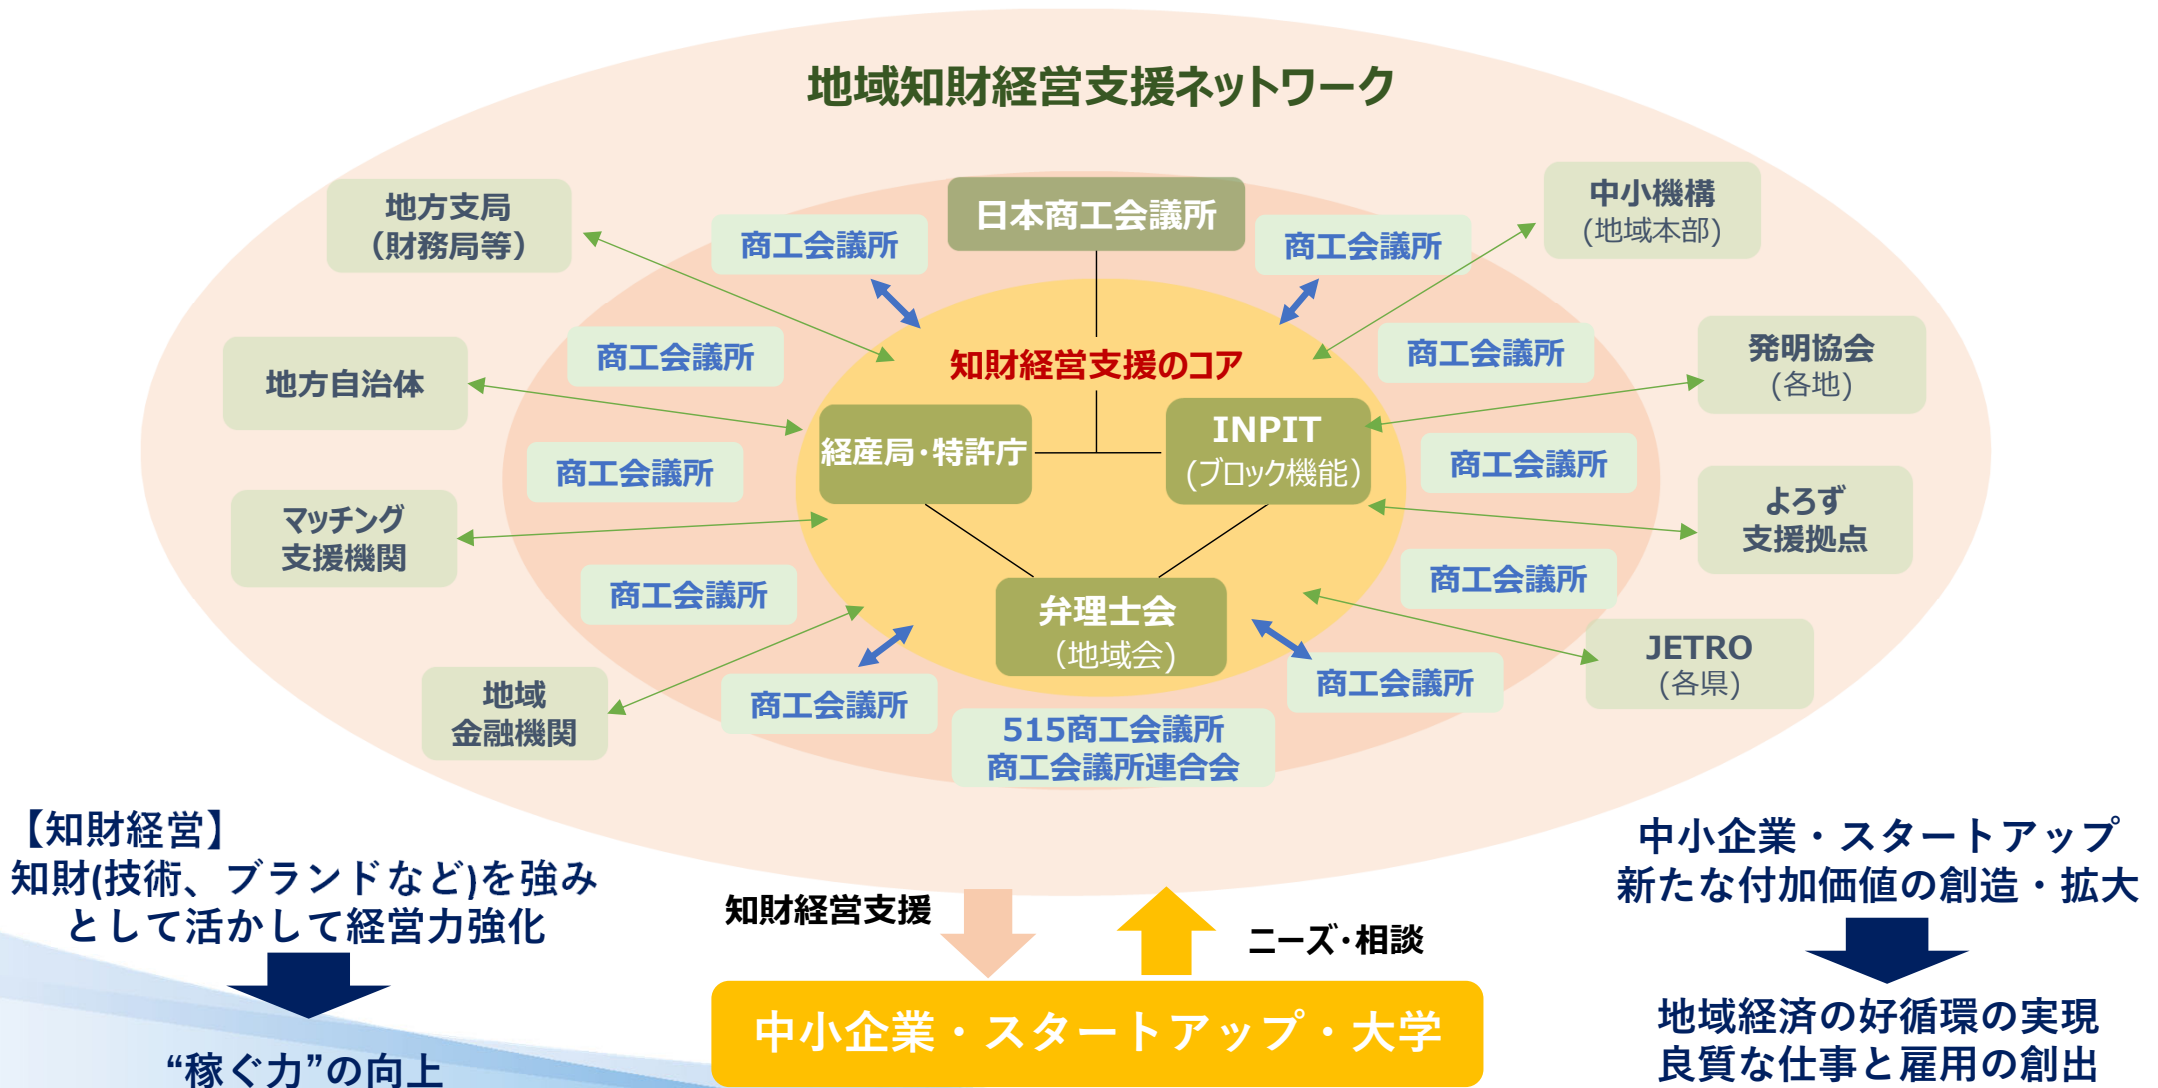 地域知財経営支援ネットワーク
地方支局
（財務局等）
商工会議所
日本商工会議所
商工会議所
中小機構
(地域本部)
地方自治体
商工会議所
知財経営支援のコア
商工会議所
発明協会
(各地)
経産局・特許庁
INPIT
(ブロック機能)
商工会議所
商工会議所
マッチング
支援機関
よろず
支援拠点
商工会議所
弁理士会
(地域会)
商工会議所
地域
金融機関
商工会議所
商工会議所
JETRO
(各県)
515商工会議所
商工会議所連合会
【知財経営】
知財(技術、ブランドなど)を強み
として活かして経営力強化
“稼ぐ力”の向上
知財経営支援
ニーズ・相談
中小企業・スタートアップ・大学
中小企業・スタートアップ
新たな付加価値の創造・拡大
地域経済の好循環の実現
良質な仕事と雇用の創出